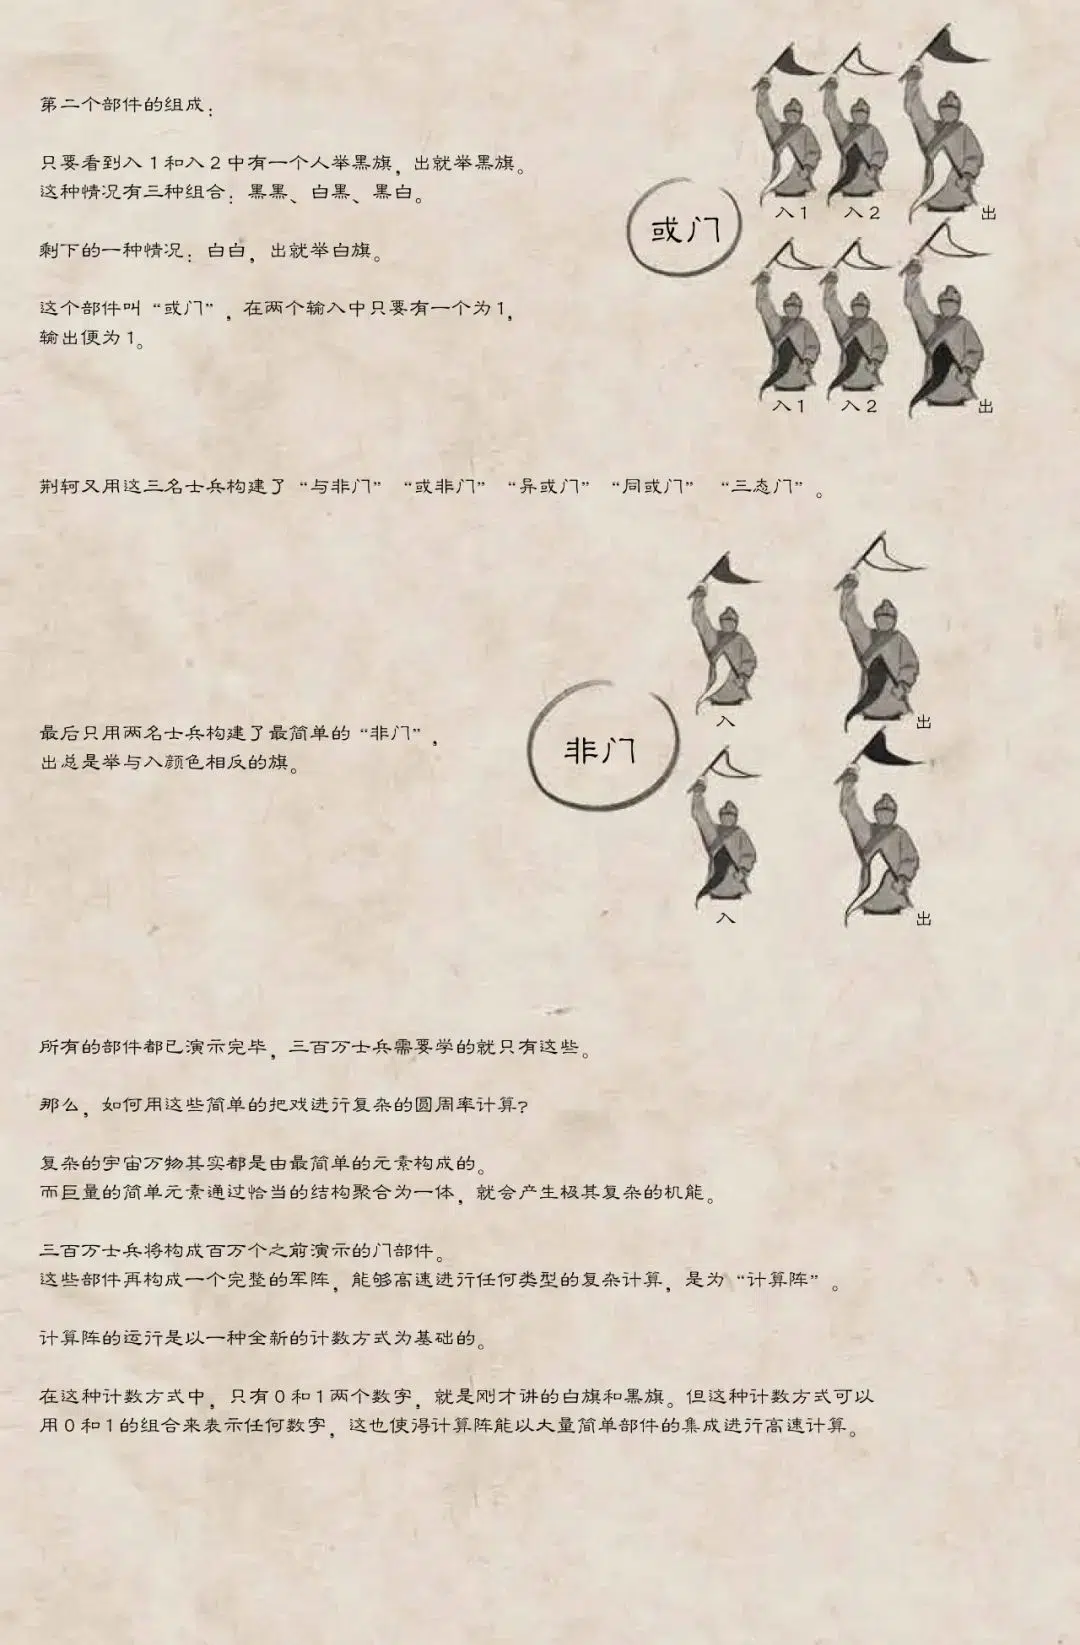 第二个部件的组成：
只要看到入1和入2中有一个人举黑旗，出就举黑旗。
这种情况有三种组合：黑黑、白黑、黑白。
剩下的一种情况：白白，出就举白旗。
这个部件叫“或门”，在两个输入中只要有一个为1，
输出便为1。
或门
入1 入2 出
入1 入2 出
荆轲又用这三名士兵构建了“与非门”“或非门”“异或门”“同或门”“三态门”。
最后只用两名士兵构建了最简单的“非门”，
出总是举与入颜色相反的旗。
非门
入 出
入 出
所有的部件都已演示完毕，三百万士兵需要学的就只有这些。
那么，如何用这些简单的把戏进行复杂的圆周率计算？
复杂的宇宙万物其实都是由最简单的元素构成的。
而巨量的简单元素通过恰当的结构聚合为一体，就会产生极其复杂的机能。
三百万士兵将构成百万个之前演示的门部件。
这些部件再构成一个完整的军阵，能够高速进行任何类型的复杂计算，是为“计算阵”。
计算阵的运行是以一种全新的计数方式为基础的。
在这种计数方式中，只有0和1两个数字，就是刚才讲的白旗和黑旗。但这种计数方式可以
用0和1的组合来表示任何数字，这也使得计算阵能以大量简单部件的集成进行高速计算。